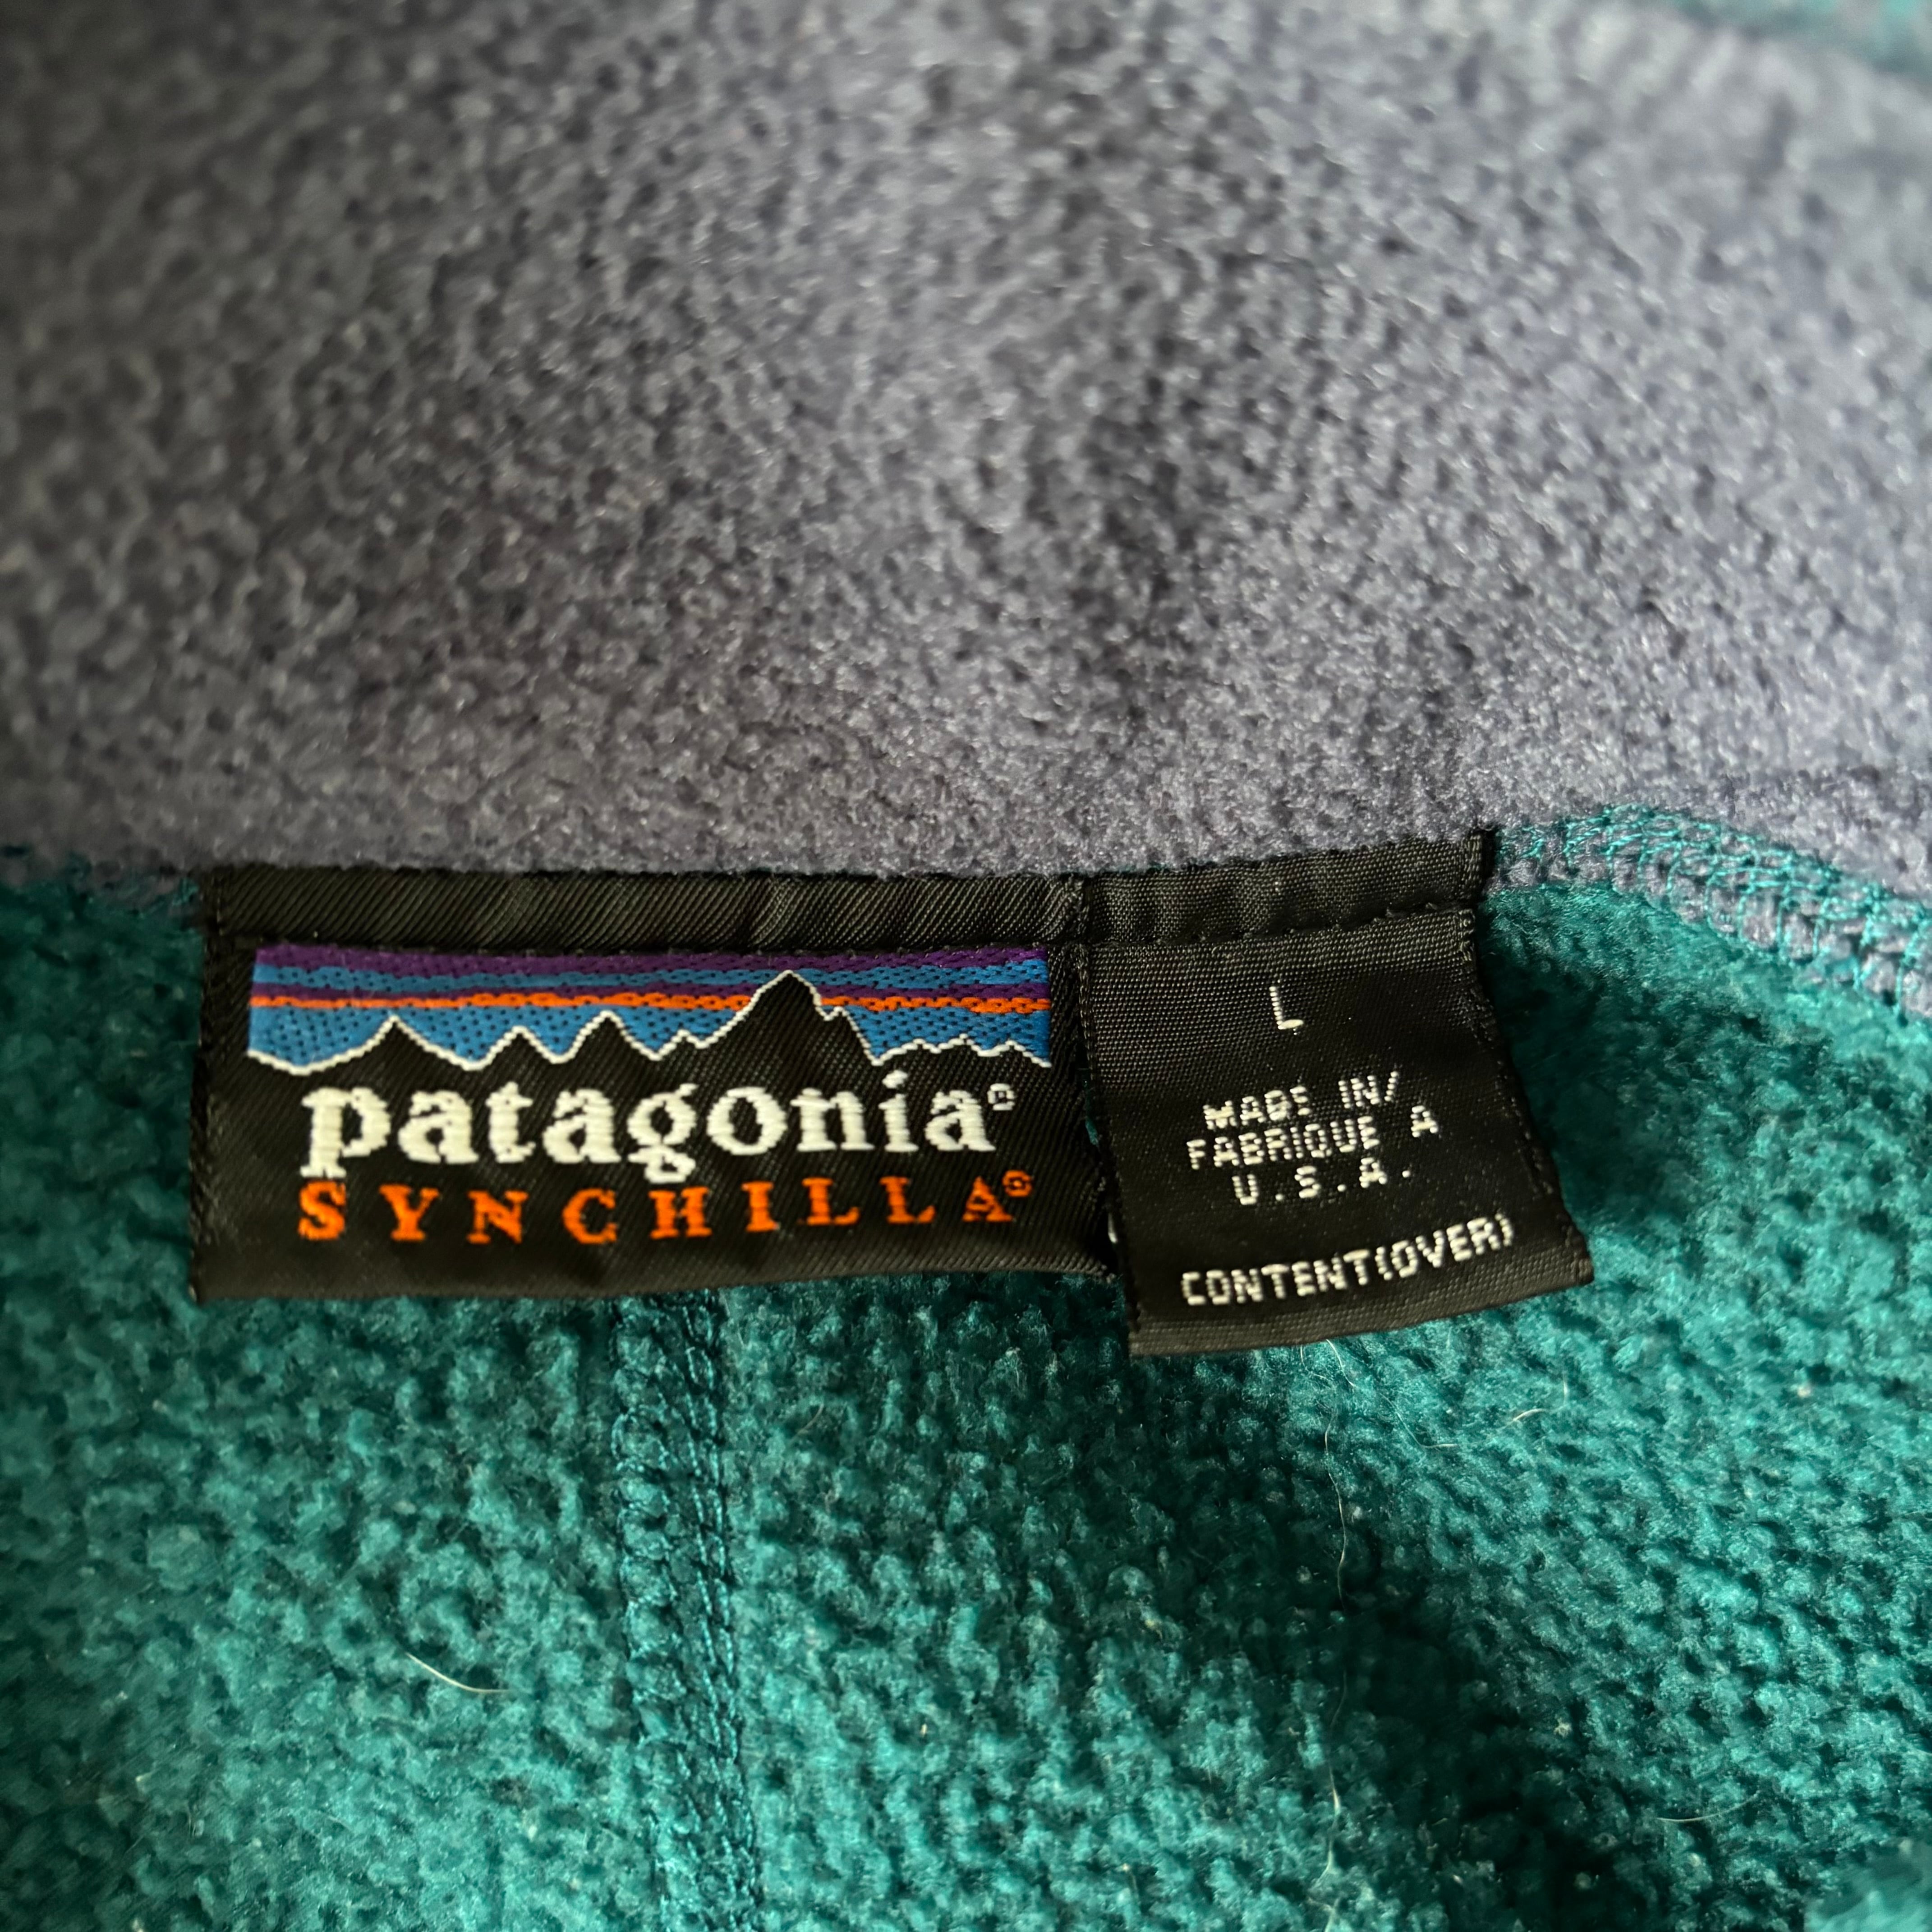 patagonia®
SYNCHILLA®
L
MADE IN/
FABRIQUE A
U.S.A.
CONTENT(OVER)